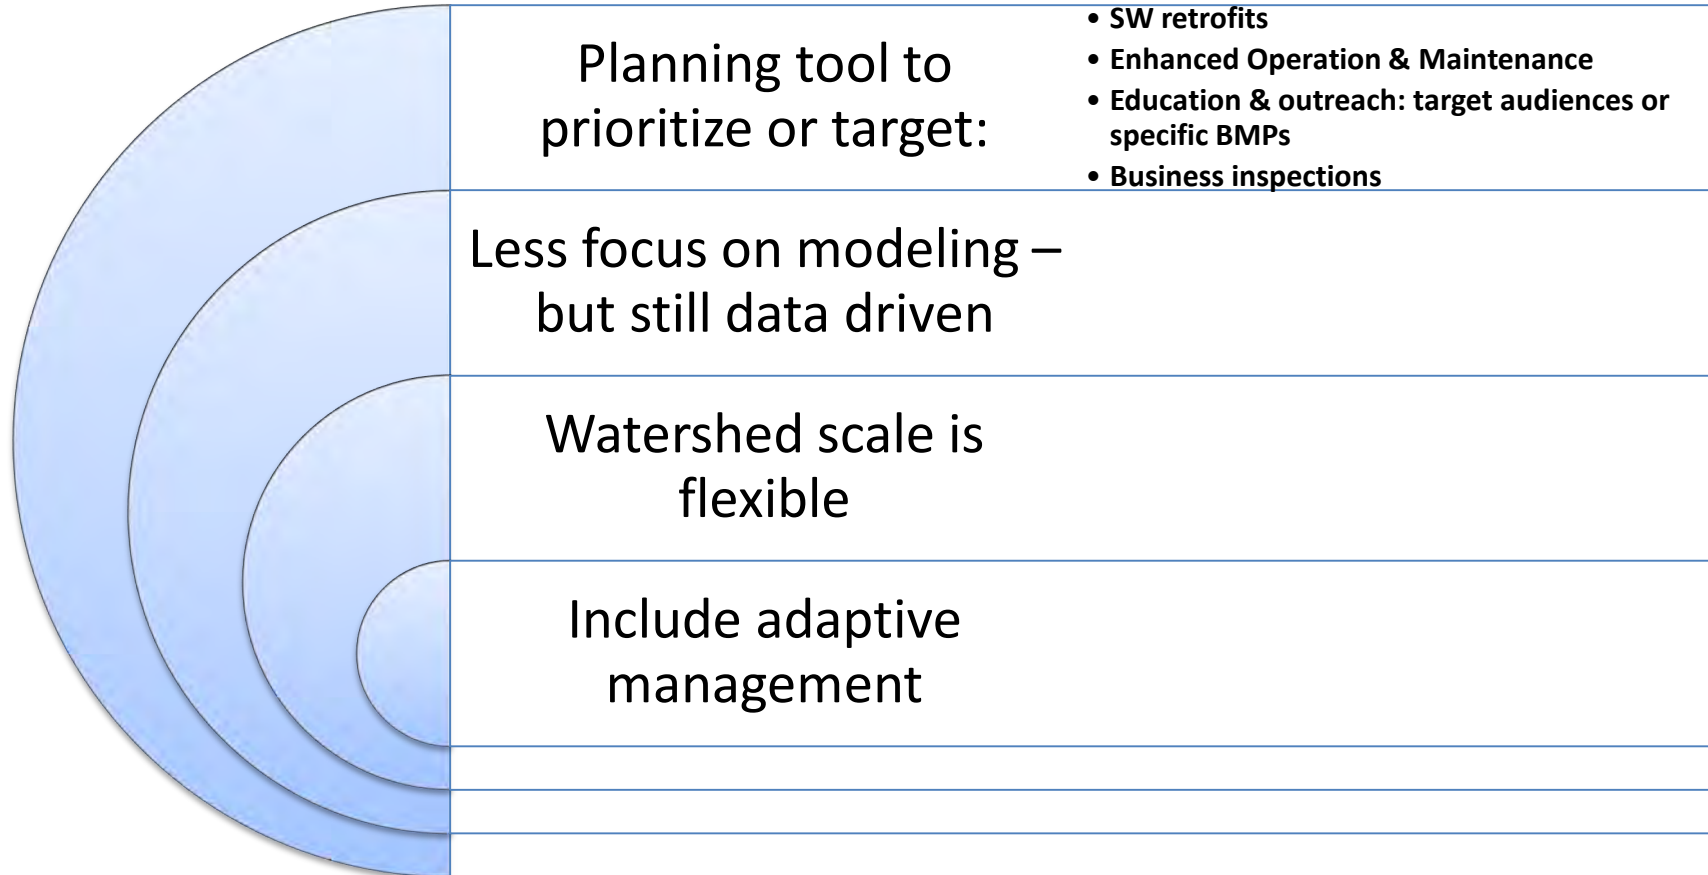 Planning tool to
prioritize or target:
• SW retrofits
• Enhanced Operation & Maintenance
• Education & outreach: target audiences or
specific BMPs
• Business inspections
Less focus on modeling –
but still data driven
Watershed scale is
flexible
Include adaptive
management